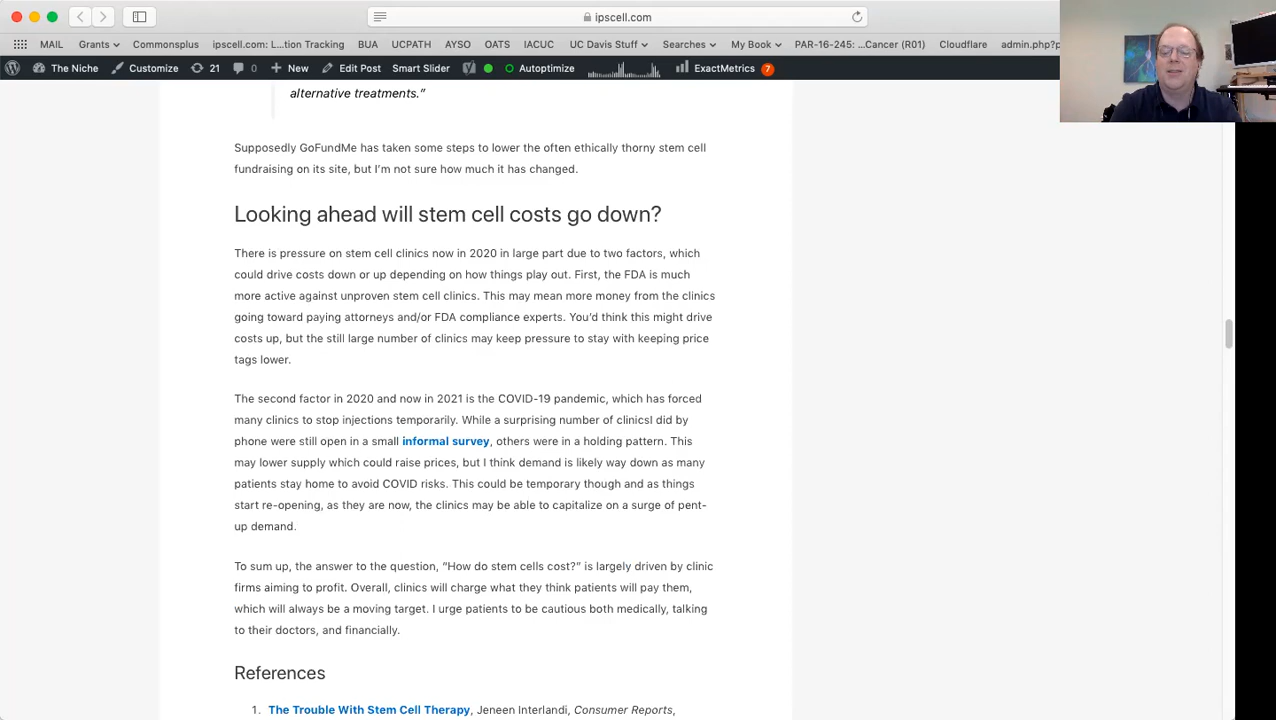 ipscell.com
MAIL Grants Commonsplus ipscell.com: L...tion Tracking BUA UCPATH AYSO OATS IACUC UC Davis Stuff Searches My Book PAR-16-245: ...Cancer (R01) Cloudflare admin.php?p
The Niche Customize 21 0 New Edit Post Smart Slider Autoptimize ExactMetrics 7
alternative treatments.”
Supposedly GoFundMe has taken some steps to lower the often ethically thorny stem cell
fundraising on its site, but I’m not sure how much it has changed.
Looking ahead will stem cell costs go down?
There is pressure on stem cell clinics now in 2020 in large part due to two factors, which
could drive costs down or up depending on how things play out. First, the FDA is much
more active against unproven stem cell clinics. This may mean more money from the clinics
going toward paying attorneys and/or FDA compliance experts. You’d think this might drive
costs up, but the still large number of clinics may keep pressure to stay with keeping price
tags lower.
The second factor in 2020 and now in 2021 is the COVID-19 pandemic, which has forced
many clinics to stop injections temporarily. While a surprising number of clinicsI did by
phone were still open in a small informal survey, others were in a holding pattern. This
may lower supply which could raise prices, but I think demand is likely way down as many
patients stay home to avoid COVID risks. This could be temporary though and as things
start re-opening, as they are now, the clinics may be able to capitalize on a surge of pent-
up demand.
To sum up, the answer to the question, “How do stem cells cost?” is largely driven by clinic
firms aiming to profit. Overall, clinics will charge what they think patients will pay them,
which will always be a moving target. I urge patients to be cautious both medically, talking
to their doctors, and financially.
References
1. The Trouble With Stem Cell Therapy, Jeneen Interlandi, Consumer Reports,